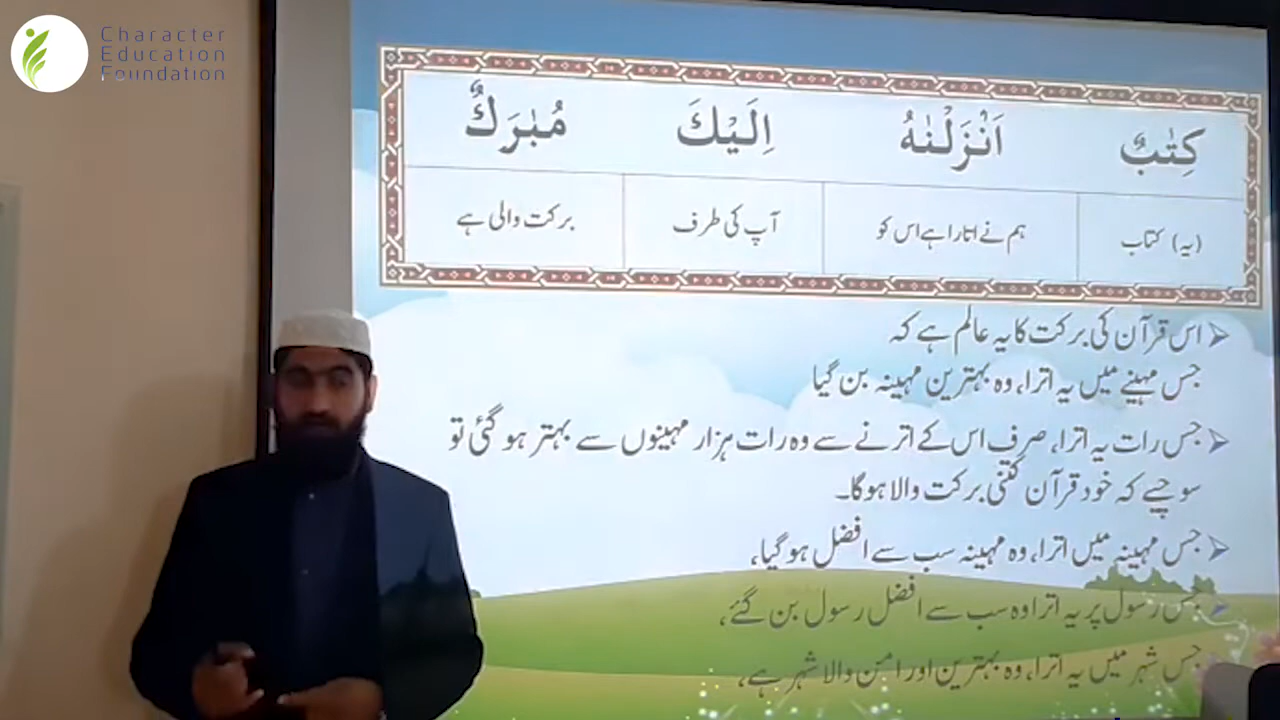 Character
Education
Foundation
كِتٰبٌ اَنْزَلْنٰهُ اِلَيْكَ مُبٰرَكٌ
(یہ) کتاب ہم نے اتارا ہے اس کو آپ کی طرف برکت والی ہے
اس قرآن کی برکت کا یہ عالم ہے کہ
جس مہینے میں یہ اترا، وہ بہترین مہینہ بن گیا
جس رات یہ اترا، صرف اس کے اترنے سے وہ رات ہزار مہینوں سے بہتر ہو گئی تو
سوچیے کہ خود قرآن کتنی برکت والا ہوگا۔
جس مہینہ میں اترا، وہ مہینہ سب سے افضل ہو گیا،
جس رسول پر یہ اترا وہ سب سے افضل رسول بن گئے،
جس شہر میں یہ اترا، وہ بہترین اور امن والا شہر ہے،